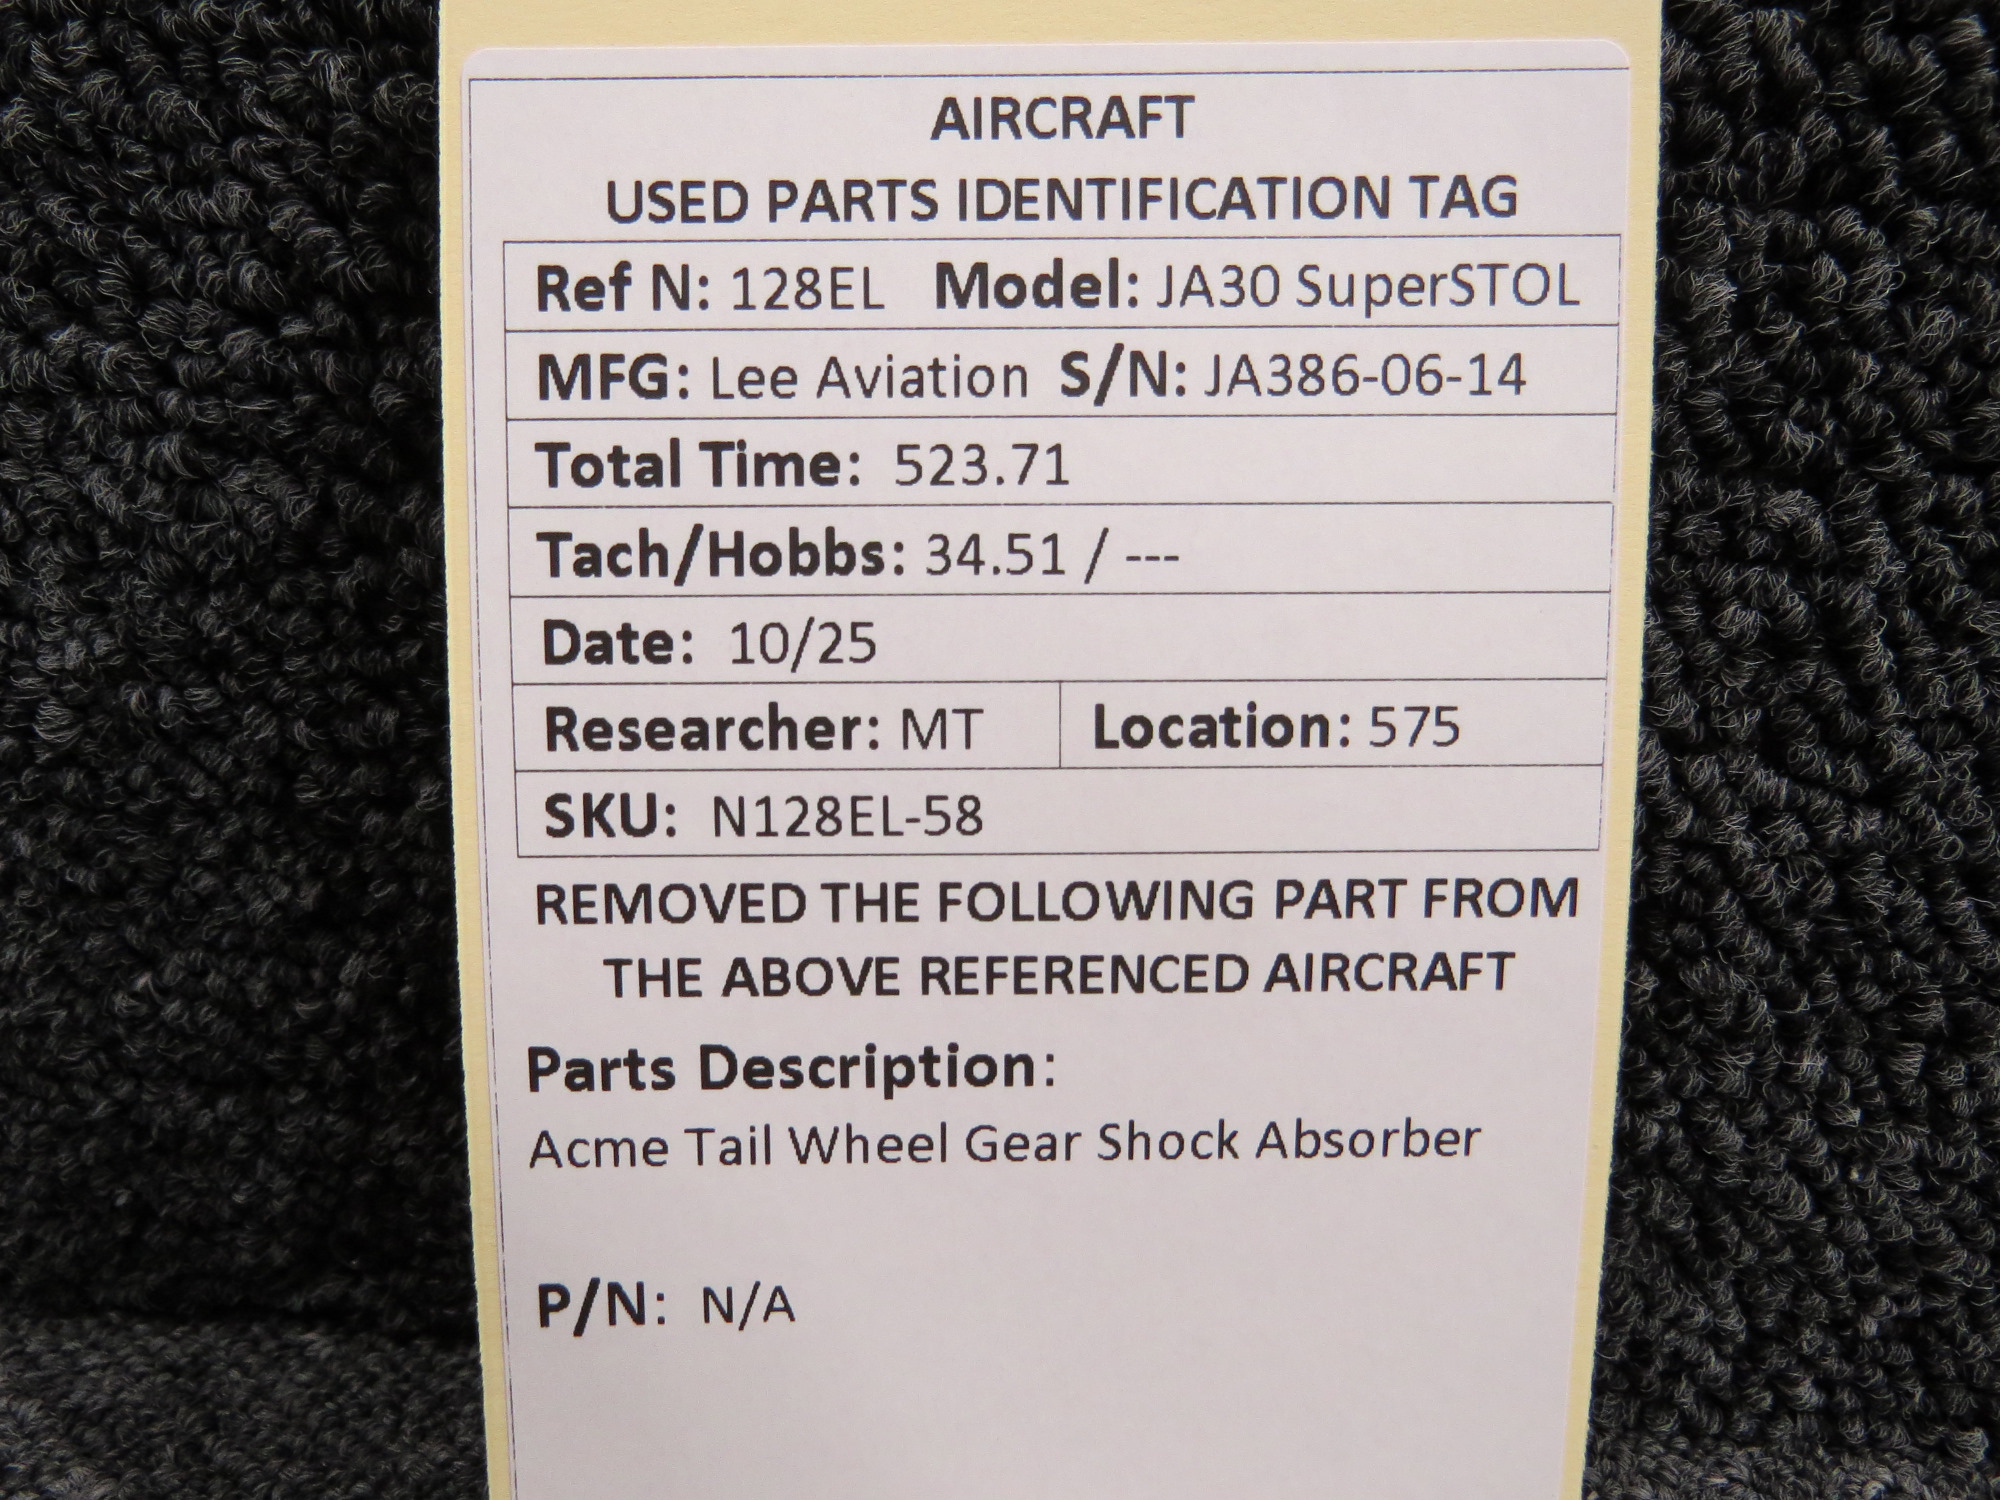 AIRCRAFT
USED PARTS IDENTIFICATION TAG
Ref N: 128EL Model: JA30 SuperSTOL
MFG: Lee Aviation S/N: JA386-06-14
Total Time: 523.71
Tach/Hobbs: 34.51 / ---
Date: 10/25
Researcher: MT Location: 575
SKU: N128EL-58
REMOVED THE FOLLOWING PART FROM
THE ABOVE REFERENCED AIRCRAFT
Parts Description:
Acme Tail Wheel Gear Shock Absorber
P/N: N/A